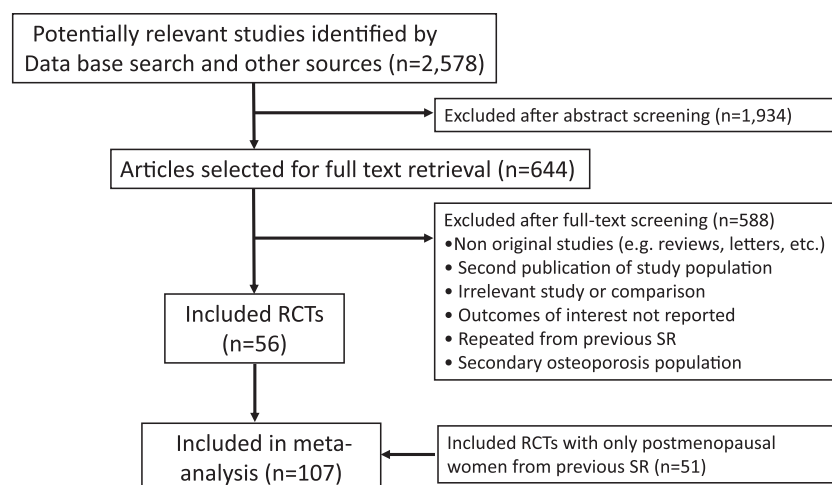 Potentially relevant studies identified by
Data base search and other sources (n=2,578)
Excluded after abstract screening (n=1,934)
Articles selected for full text retrieval (n=644)
Excluded after full-text screening (n=588)
•Non original studies (e.g. reviews, letters, etc.)
• Second publication of study population
• Irrelevant study or comparison
• Outcomes of interest not reported
• Repeated from previous SR
• Secondary osteoporosis population
Included RCTs
(n=56)
Included in meta-
analysis (n=107)
Included RCTs with only postmenopausal
women from previous SR (n=51)